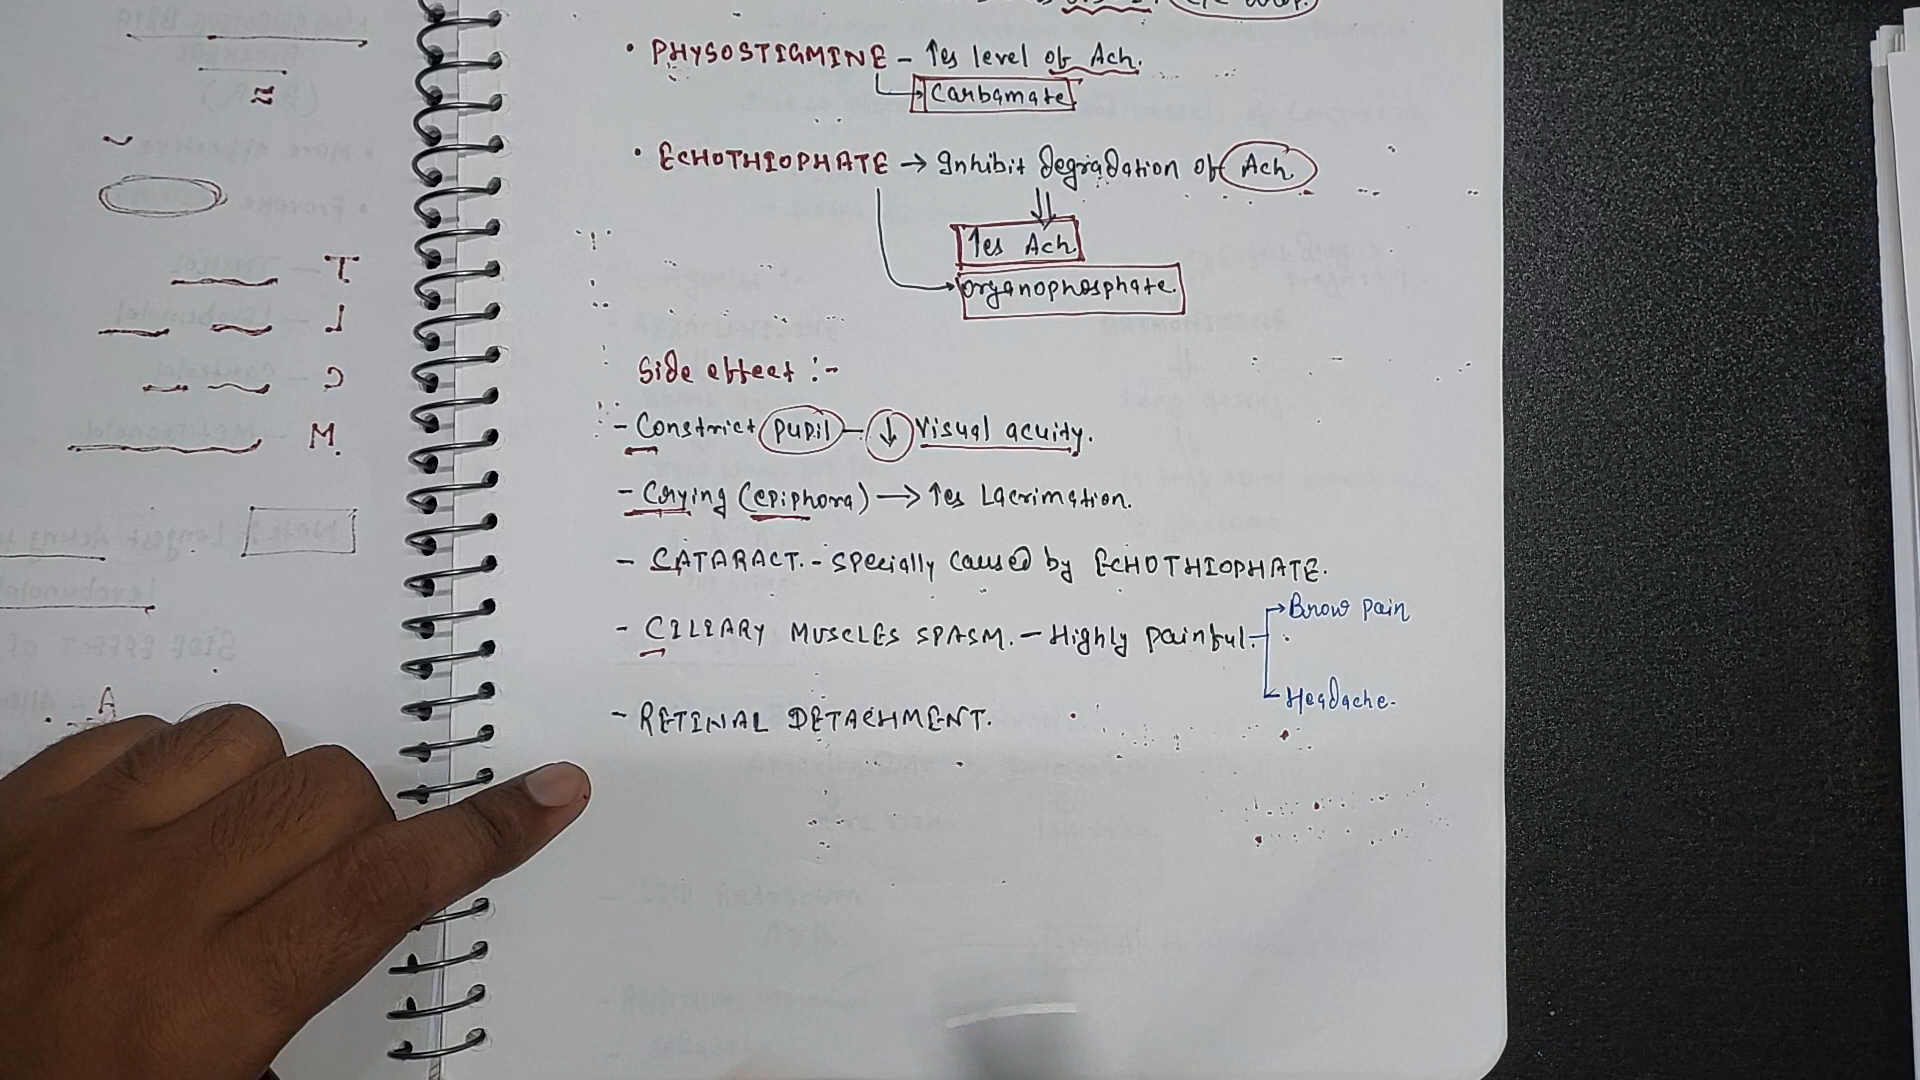 • PHYSOSTIGMINE – ↑es level of Ach.
Carbamate
• ECHOTHIOPHATE → Inhibit degradation of Ach.
↑es Ach
organophosphate.
Side effect :-
- Constrict pupil – ↓ Visual acuity.
- Crying (epiphora) → ↑es Lacrimation.
- CATARACT. - Specially caused by ECHOTHIOPHATE.
- CILIARY MUSCLES SPASM. – Highly painful.
Brow pain
Headache.
- RETINAL DETACHMENT.
T
M
A